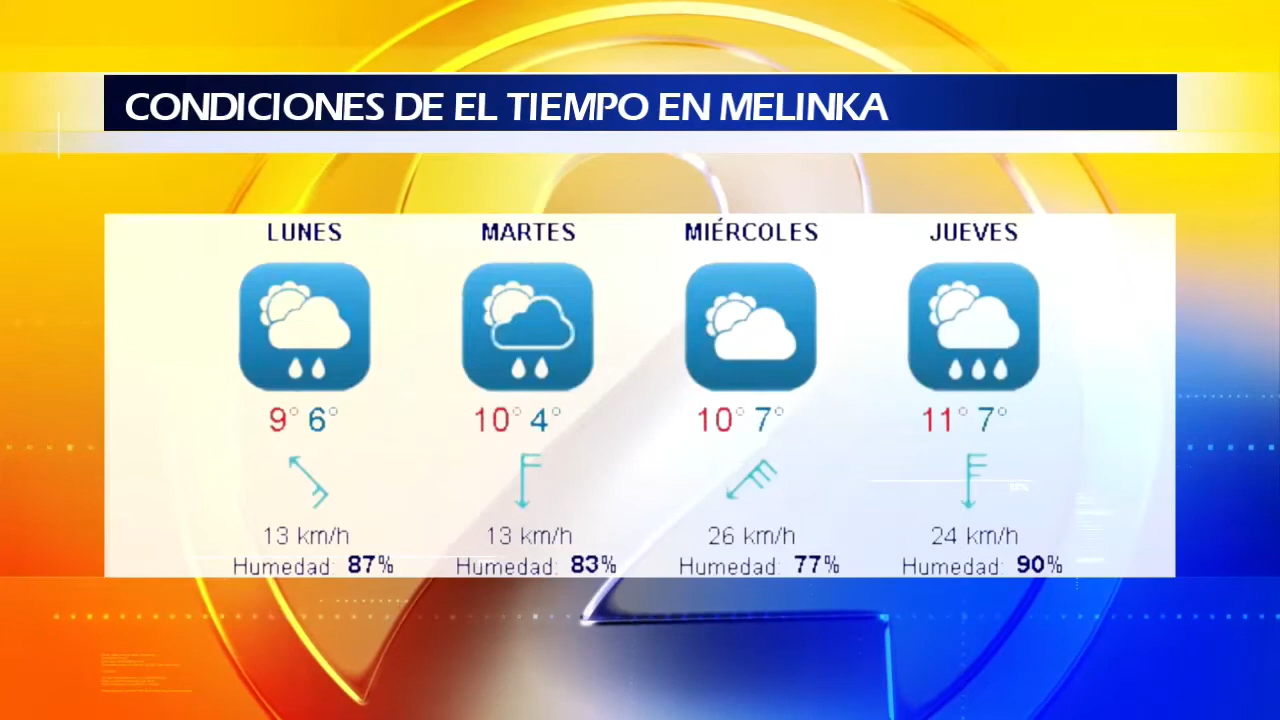 CONDICIONES DE EL TIEMPO EN MELINKA
LUNES MARTES MIÉRCOLES JUEVES
9° 6° 10° 4° 10° 7° 11° 7°
13 km/h 13 km/h 26 km/h 24 km/h
Humedad: 87% Humedad: 83% Humedad: 77% Humedad: 90%